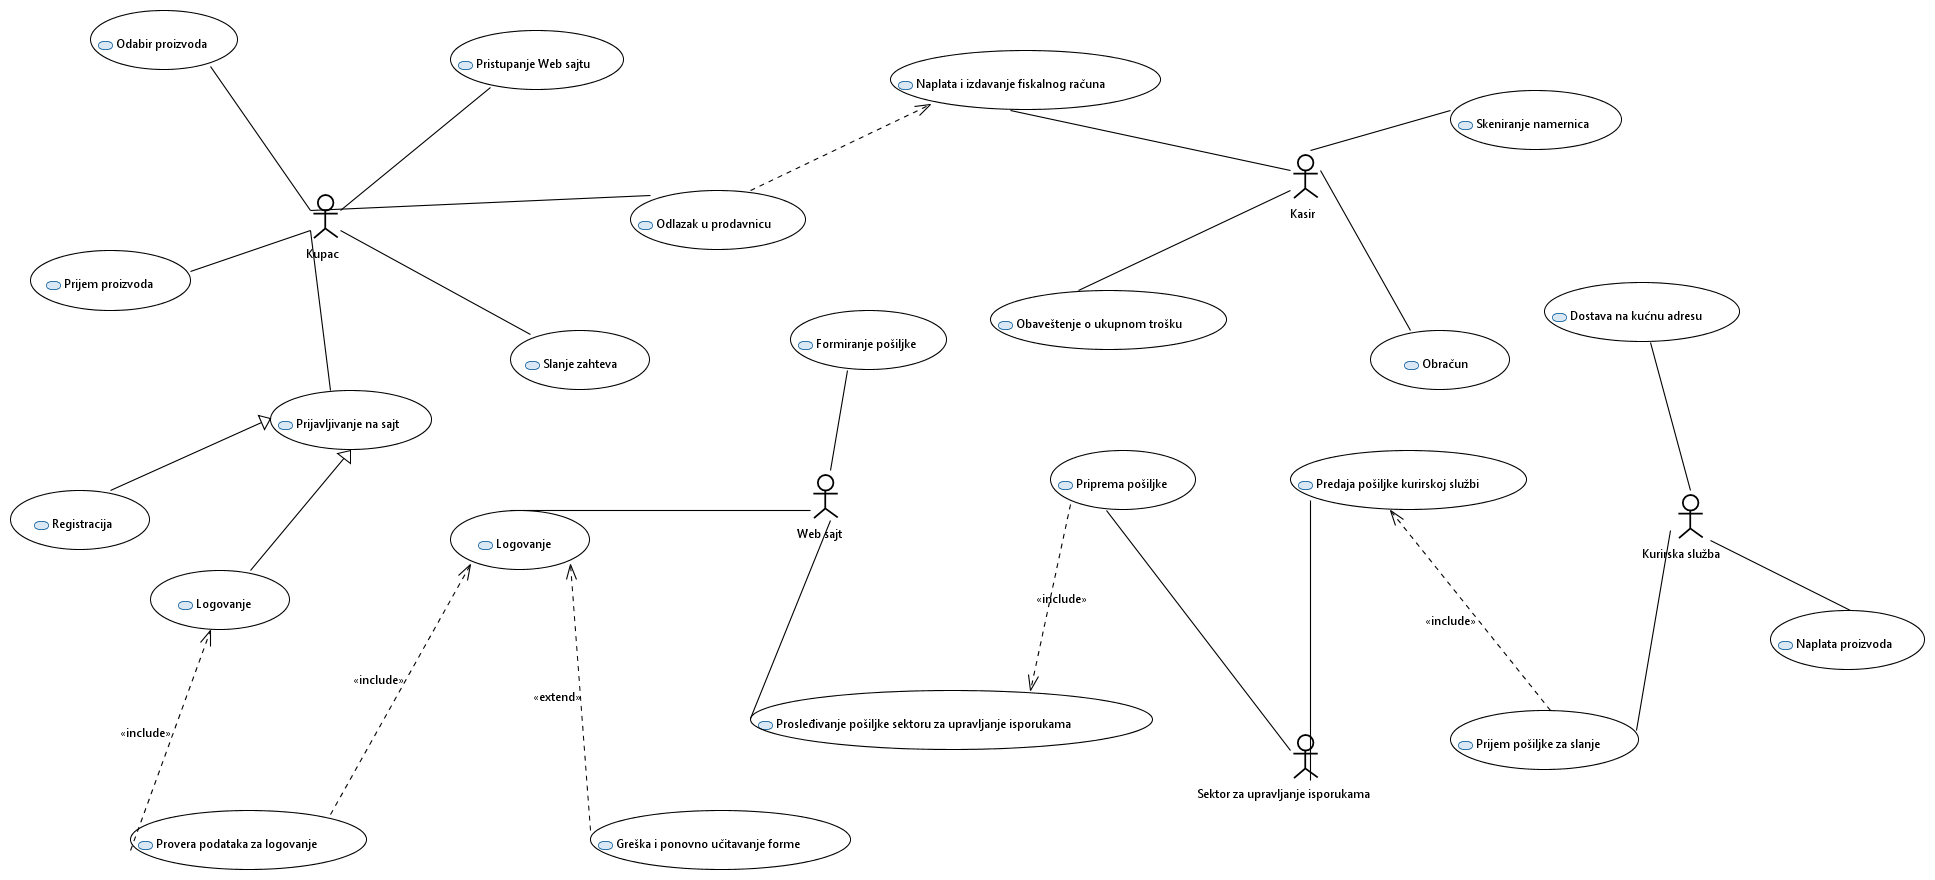 Odabir proizvoda
Pristupanje Web sajtu
Naplata i izdavanje fiskalnog računa
Skeniranje namernica
Kasir
Odlazak u prodavnicu
Kupac
Prijem proizvoda
Dostava na kućnu adresu
Obaveštenje o ukupnom trošku
Formiranje pošiljke
Slanje zahteva
Obračun
Prijavljivanje na sajt
Priprema pošiljke
Predaja pošiljke kurirskoj službi
Registracija
Web sajt
Logovanje
Kurirska služba
Logovanje
«include»
«include»
Naplata proizvoda
«include»
«extend»
Prosleđivanje pošiljke sektoru za upravljanje isporukama
«include»
Prijem pošiljke za slanje
Sektor za upravljanje isporukama
Provera podataka za logovanje
Greška i ponovno učitavanje forme